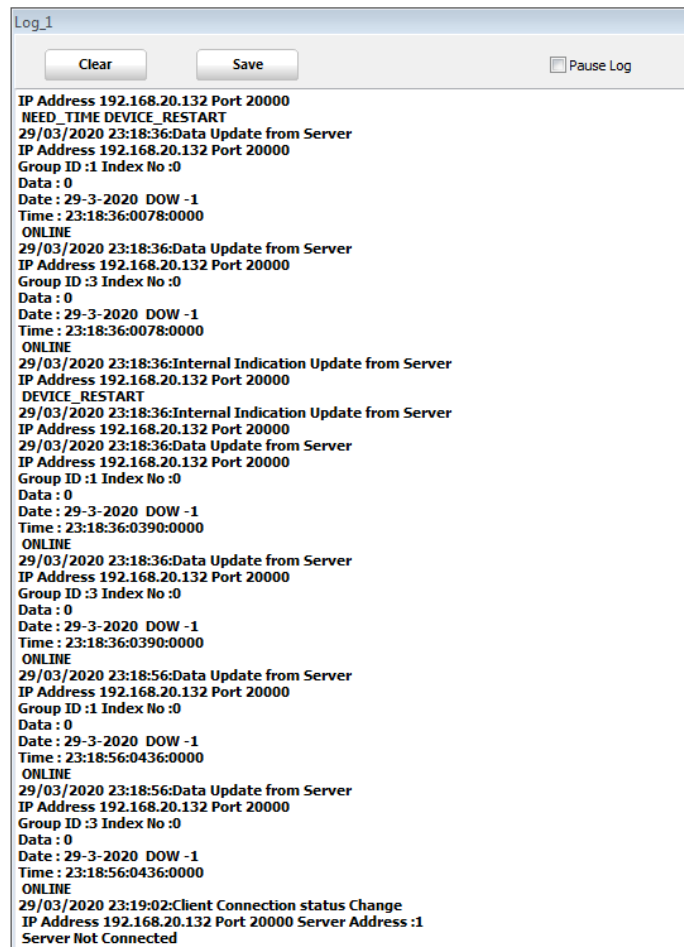 Log_1
Clear Save Pause Log
IP Address 192.168.20.132 Port 20000
NEED_TIME DEVICE_RESTART
29/03/2020 23:18:36:Data Update from Server
IP Address 192.168.20.132 Port 20000
Group ID :1 Index No :0
Data : 0
Date : 29-3-2020 DOW -1
Time : 23:18:36:0078:0000
ONLINE
29/03/2020 23:18:36:Data Update from Server
IP Address 192.168.20.132 Port 20000
Group ID :3 Index No :0
Data : 0
Date : 29-3-2020 DOW -1
Time : 23:18:36:0078:0000
ONLINE
29/03/2020 23:18:36:Internal Indication Update from Server
IP Address 192.168.20.132 Port 20000
DEVICE_RESTART
29/03/2020 23:18:36:Internal Indication Update from Server
IP Address 192.168.20.132 Port 20000
29/03/2020 23:18:36:Data Update from Server
IP Address 192.168.20.132 Port 20000
Group ID :1 Index No :0
Data : 0
Date : 29-3-2020 DOW -1
Time : 23:18:36:0390:0000
ONLINE
29/03/2020 23:18:36:Data Update from Server
IP Address 192.168.20.132 Port 20000
Group ID :3 Index No :0
Data : 0
Date : 29-3-2020 DOW -1
Time : 23:18:36:0390:0000
ONLINE
29/03/2020 23:18:56:Data Update from Server
IP Address 192.168.20.132 Port 20000
Group ID :1 Index No :0
Data : 0
Date : 29-3-2020 DOW -1
Time : 23:18:56:0436:0000
ONLINE
29/03/2020 23:18:56:Data Update from Server
IP Address 192.168.20.132 Port 20000
Group ID :3 Index No :0
Data : 0
Date : 29-3-2020 DOW -1
Time : 23:18:56:0436:0000
ONLINE
29/03/2020 23:19:02:Client Connection status Change
IP Address 192.168.20.132 Port 20000 Server Address :1
Server Not Connected